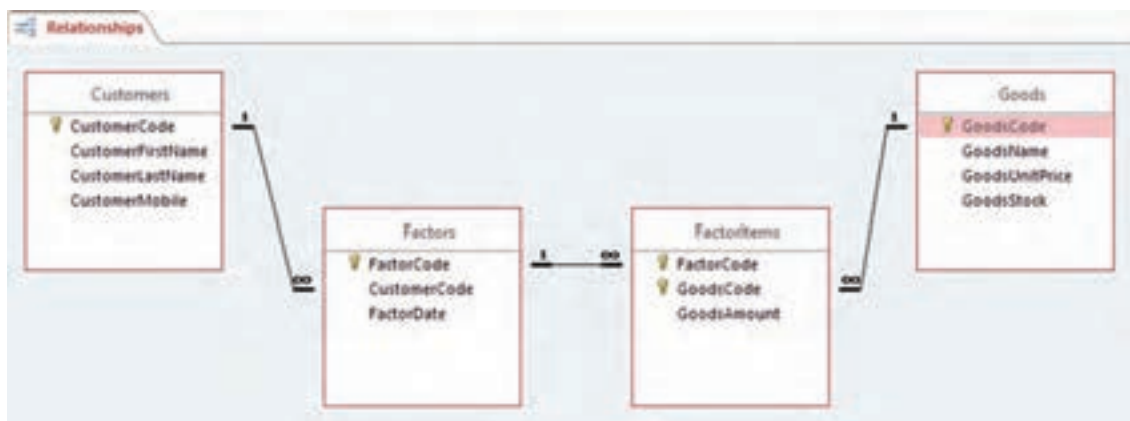 Relationships
Customers
CustomerCode
CustomerFirstName
CustomerLastName
CustomerMobile
1
∞
Factors
FactorCode
CustomerCode
FactorDate
1
∞
FactorItems
FactorCode
GoodsCode
GoodsAmount
∞
1
Goods
GoodsCode
GoodsName
GoodsUnitPrice
GoodsStock